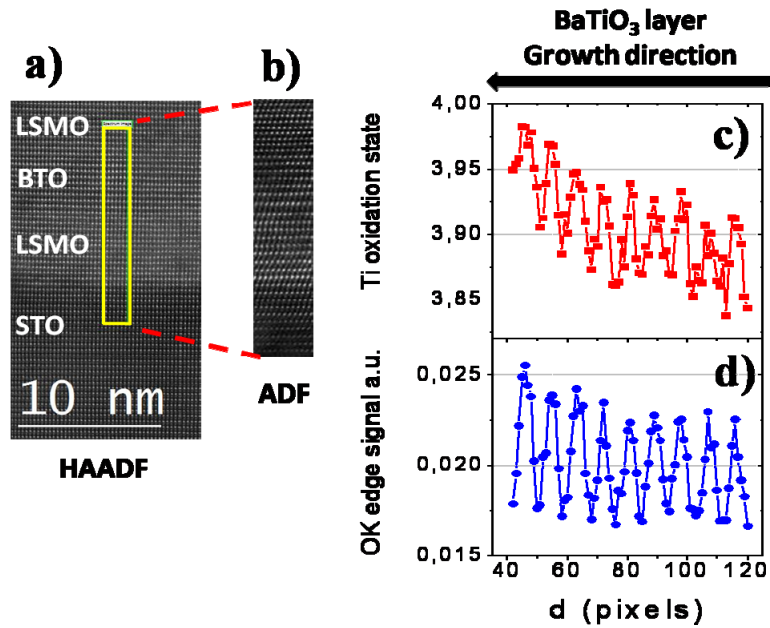 BaTiO₃ layer
Growth direction
a)
b)
LSMO
BTO
LSMO
STO
10 nm
HAADF
ADF
c)
Ti oxidation state
4,00
3,95
3,90
3,85
d)
OK edge signal a.u.
0,025
0,020
0,015
40 60 80 100 120
d (pixels)